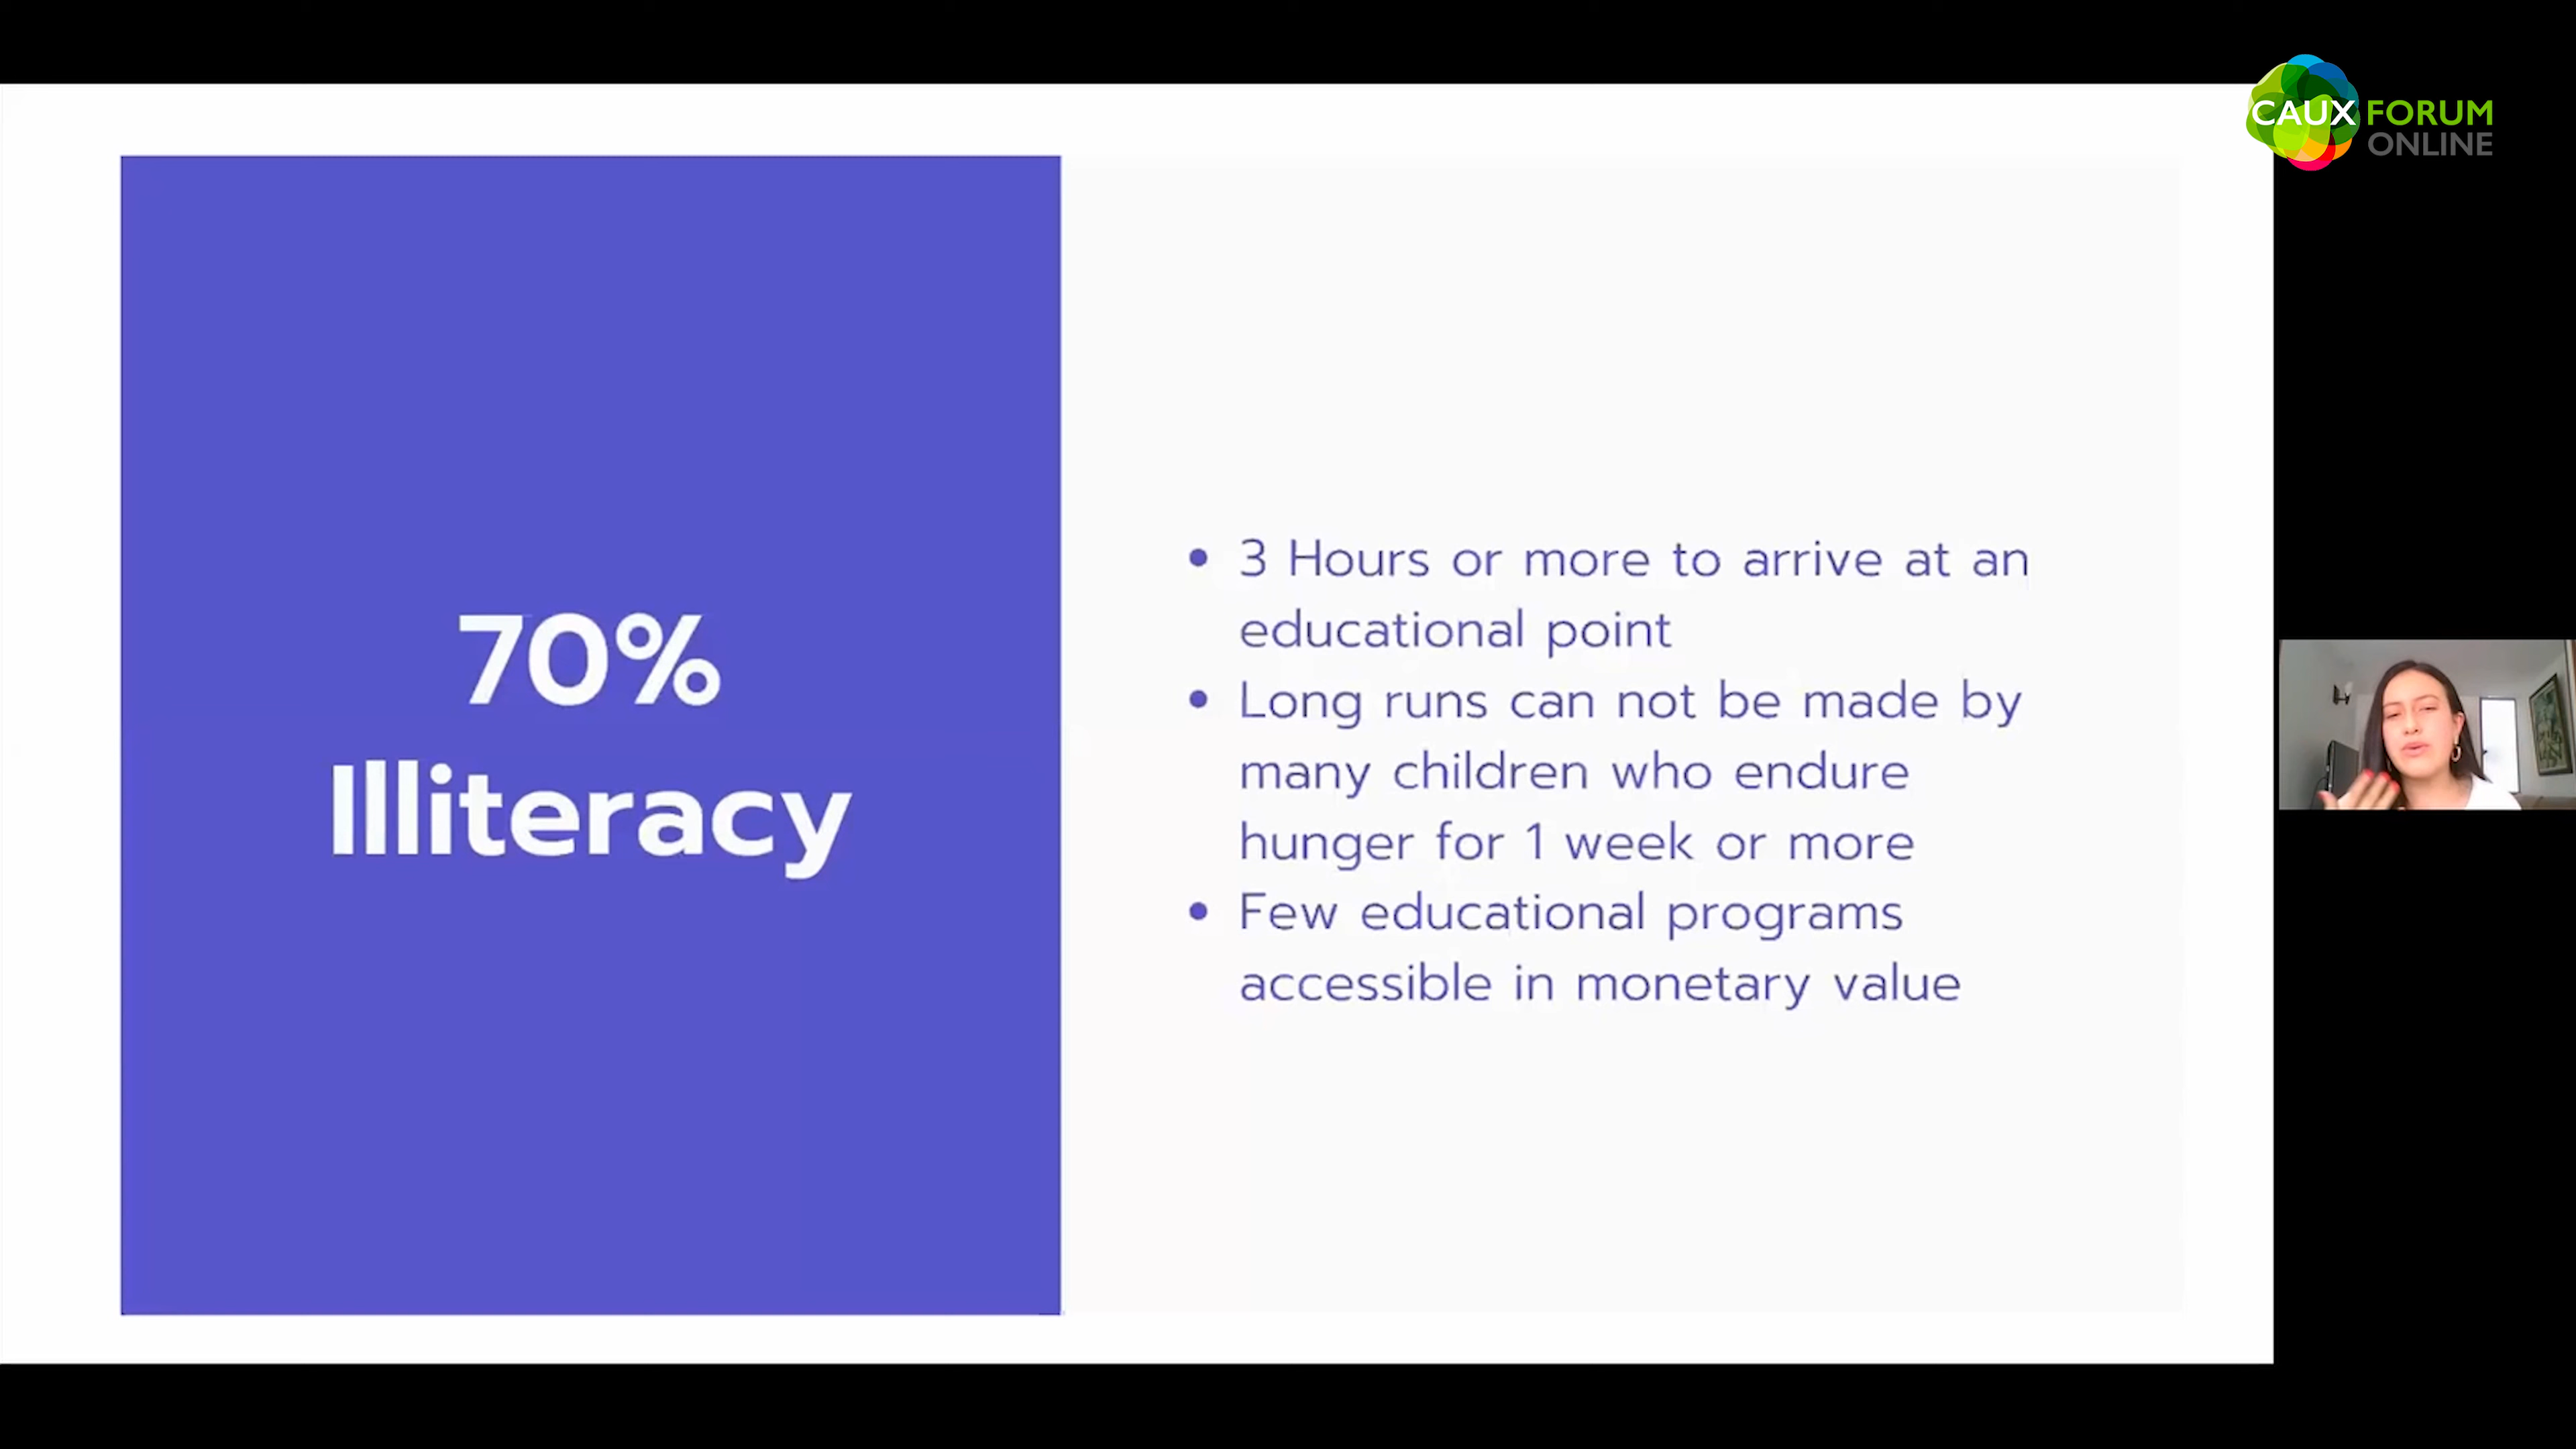 CAUX FORUM
ONLINE
70%
Illiteracy
• 3 Hours or more to arrive at an
educational point
• Long runs can not be made by
many children who endure
hunger for 1 week or more
• Few educational programs
accessible in monetary value